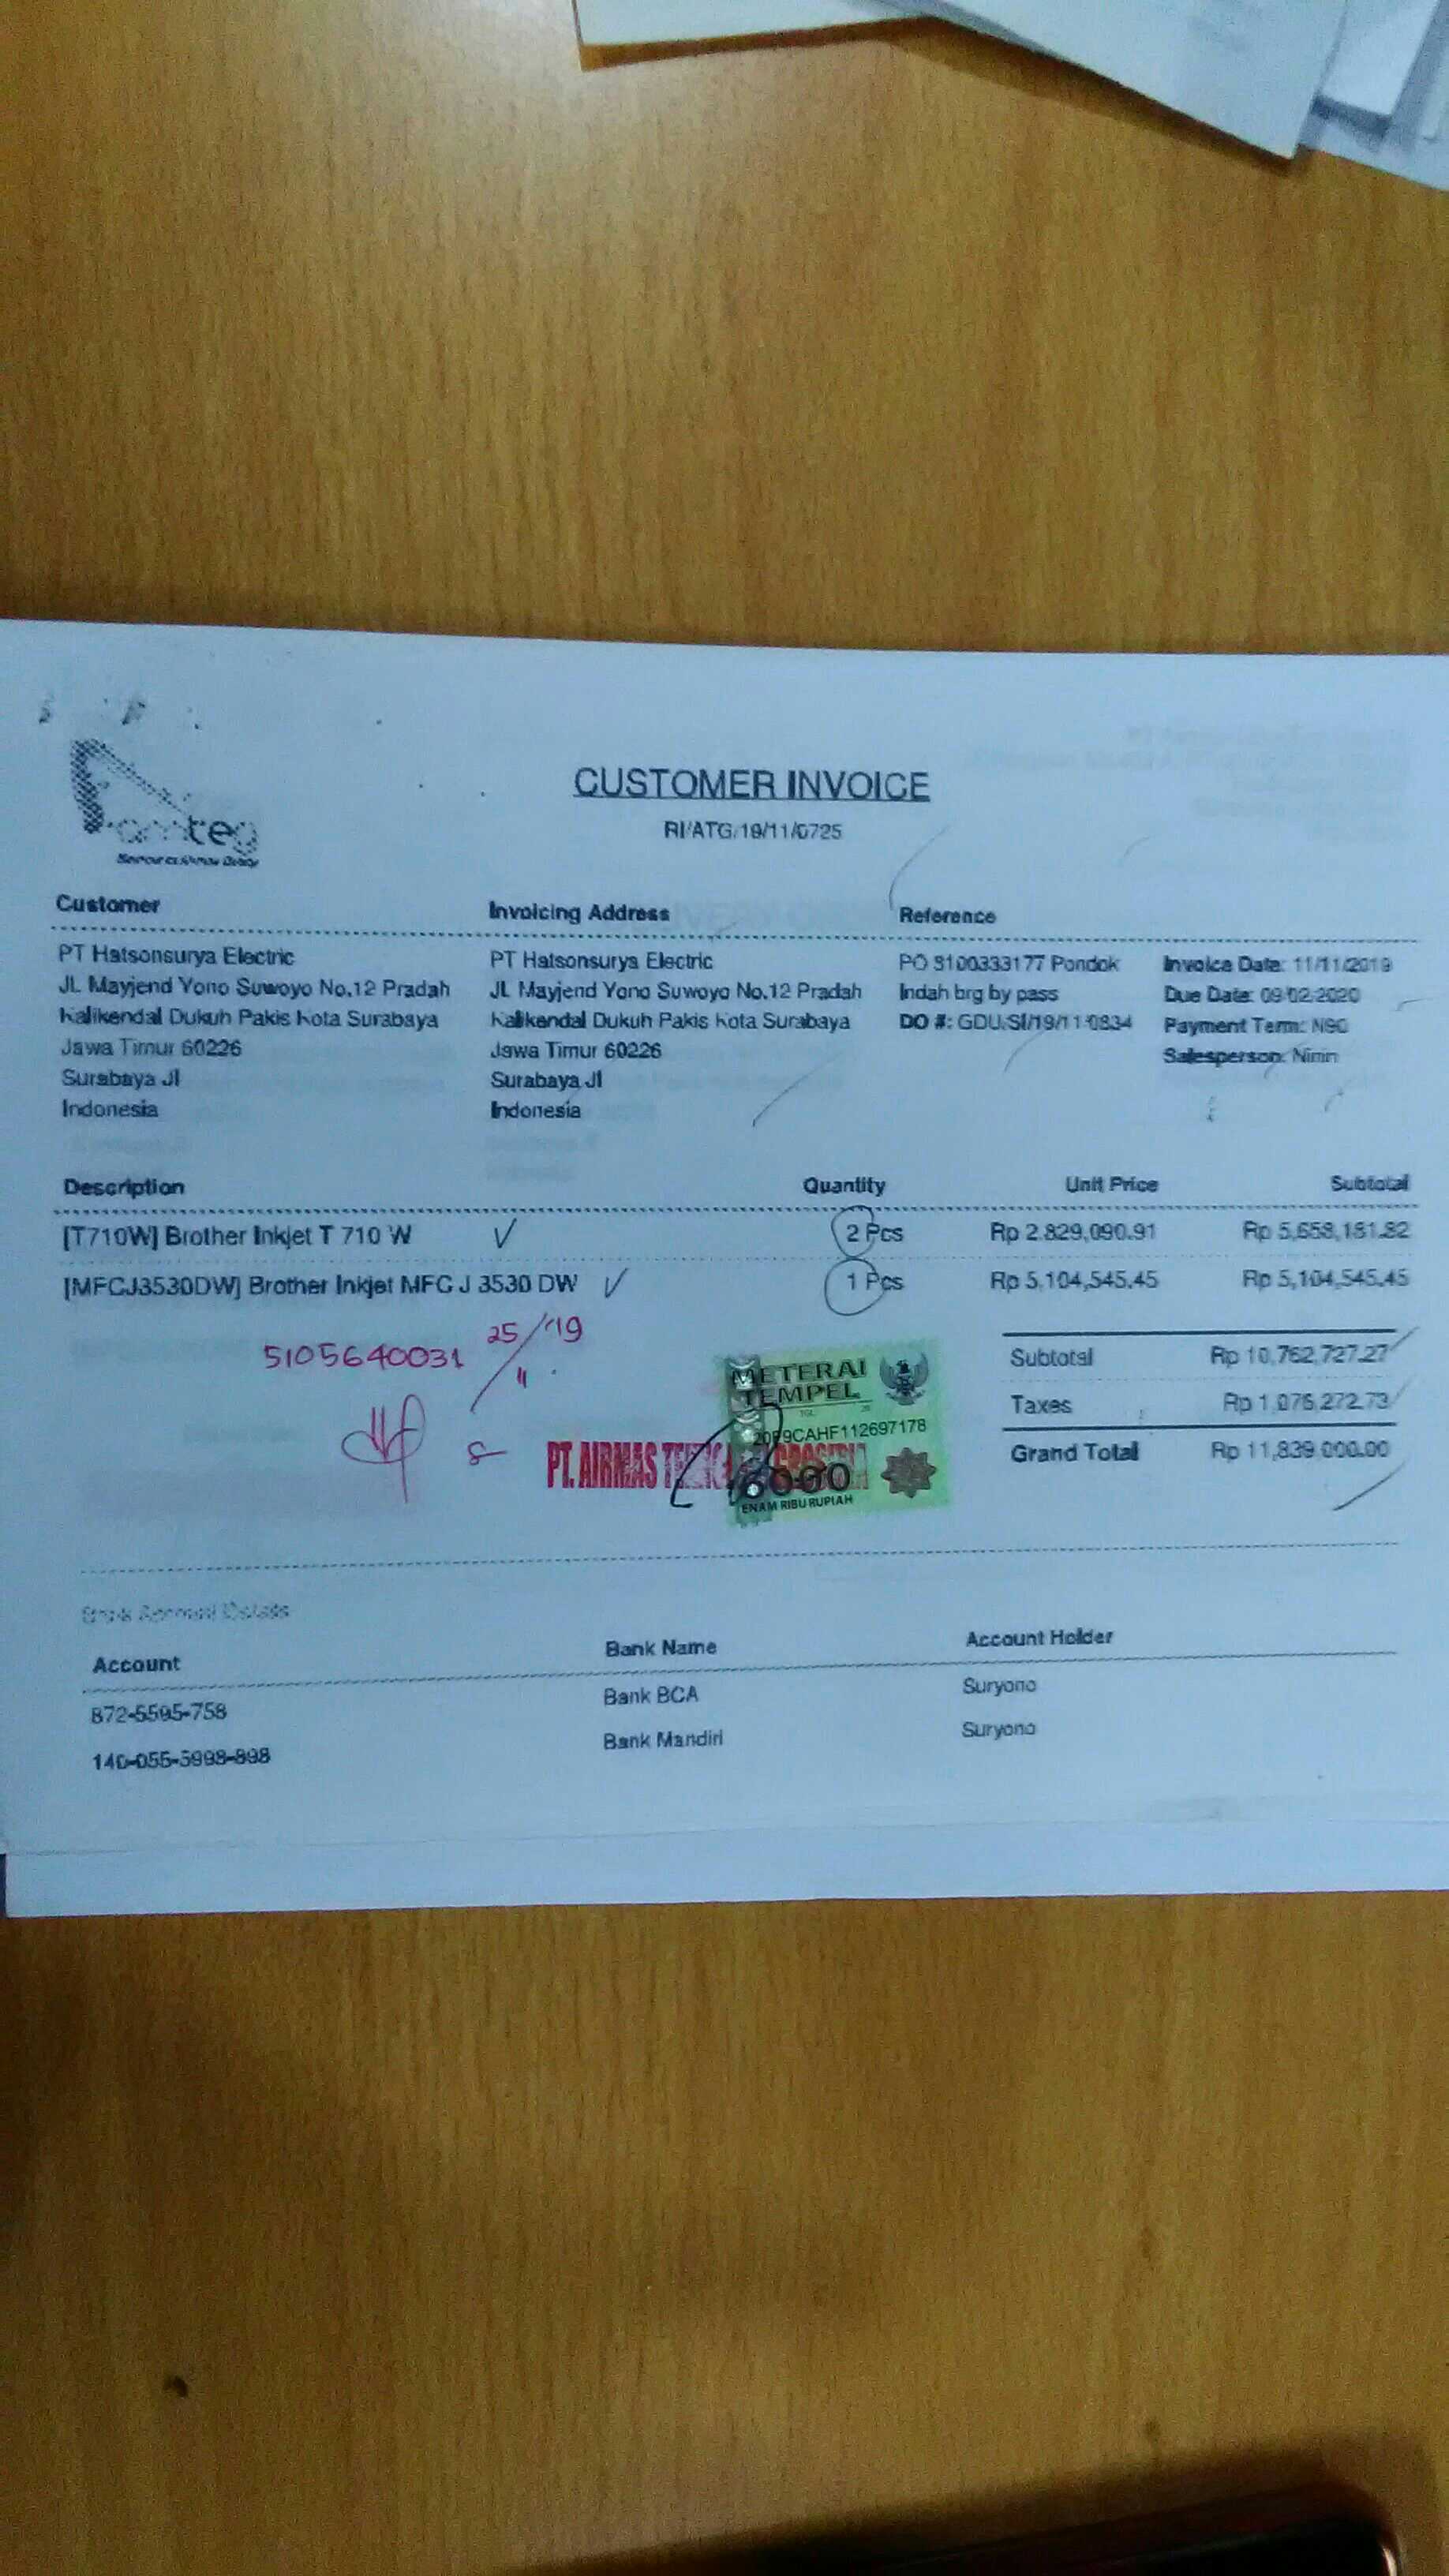 CUSTOMER INVOICE
RI/ATG/19/11/0725
Customer
PT Hatsonsurya Electric
JL Mayjend Yono Suwoyo No.12 Pradah
Kalikendal Dukuh Pakis Kota Surabaya
Jawa Timur 60226
Surabaya JI
Indonesia
Invoicing Address
PT Hatsonsurya Electric
JL Mayjend Yono Suwoyo No.12 Pradah
Kalikendal Dukuh Pakis Kota Surabaya
Jawa Timur 60226
Surabaya JI
Indonesia
Reference
PO 3100333177 Pondok
Indah brg by pass
DO #: GDU/SI/19/11/0834
Invoice Date: 11/11/2019
Due Date: 09/02/2020
Payment Term: N90
Salesperson: Ninin
Description Quantity Unit Price Subtotal
[T710W] Brother Inkjet T 710 W 2 Pcs Rp 2,829,090.91 Rp 5,658,181.82
[MFCJ3530DW] Brother Inkjet MFC J 3530 DW 1 Pcs Rp 5,104,545.45 Rp 5,104,545.45
5105640031 25/11/'19
Subtotal Rp 10,762,727.27
Taxes Rp 1,076,272.73
Grand Total Rp 11,839,000.00
METERAI
TEMPEL
CAHF112697178
6000
ENAM RIBU RUPIAH
PT. AIRMAS
Bank Account Details
Account Bank Name Account Holder
872-5595-758 Bank BCA Suryono
140-055-5998-898 Bank Mandiri Suryono